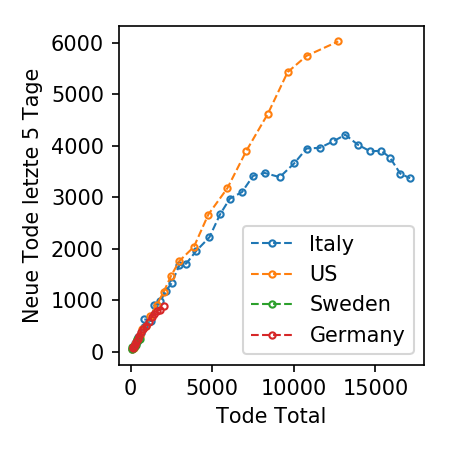 6000
5000
4000
3000
2000
1000
0
Neue Tode letzte 5 Tage
Italy
US
Sweden
Germany
0 5000 10000 15000
Tode Total